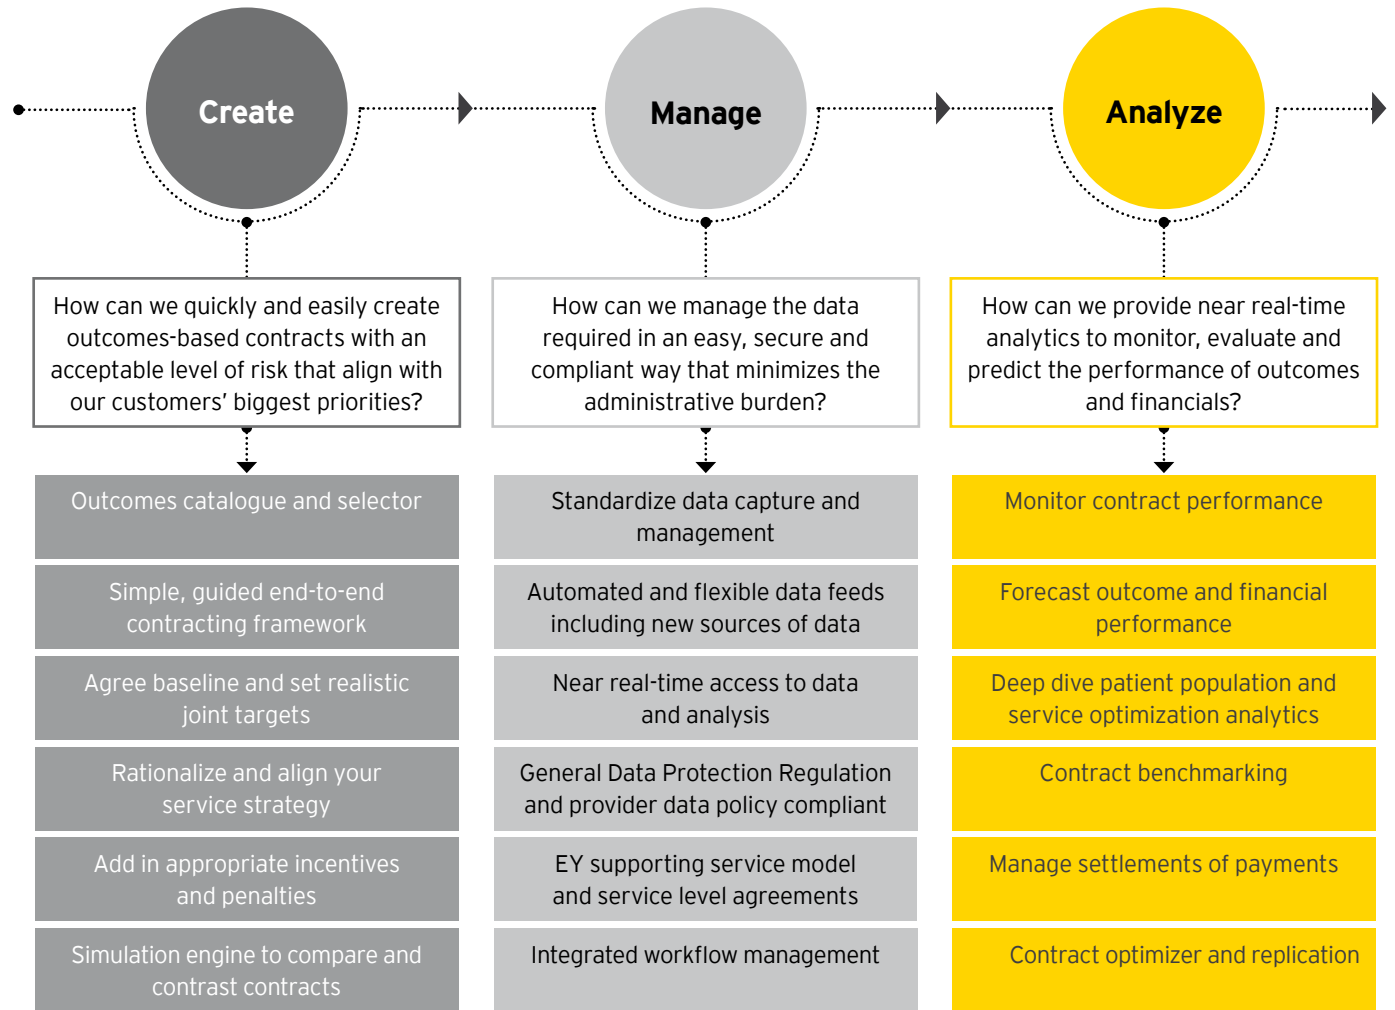 Create
Manage
Analyze
How can we quickly and easily create
outcomes-based contracts with an
acceptable level of risk that align with
our customers’ biggest priorities?
How can we manage the data
required in an easy, secure and
compliant way that minimizes the
administrative burden?
How can we provide near real-time
analytics to monitor, evaluate and
predict the performance of outcomes
and financials?
Outcomes catalogue and selector
Simple, guided end-to-end
contracting framework
Agree baseline and set realistic
joint targets
Rationalize and align your
service strategy
Add in appropriate incentives
and penalties
Simulation engine to compare and
contrast contracts
Standardize data capture and
management
Automated and flexible data feeds
including new sources of data
Near real-time access to data
and analysis
General Data Protection Regulation
and provider data policy compliant
EY supporting service model
and service level agreements
Integrated workflow management
Monitor contract performance
Forecast outcome and financial
performance
Deep dive patient population and
service optimization analytics
Contract benchmarking
Manage settlements of payments
Contract optimizer and replication